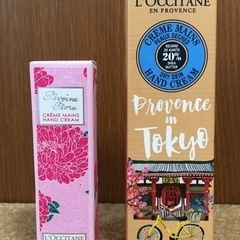 Pivoine
Flora
CRÈME MAINS
HAND CREAM
L'OCCITANE
L'OCCITANE
EN PROVENCE
CRÈME MAINS
HAND CREAM
20%
SHEA
BUTTER
Provence
in
Tokyo